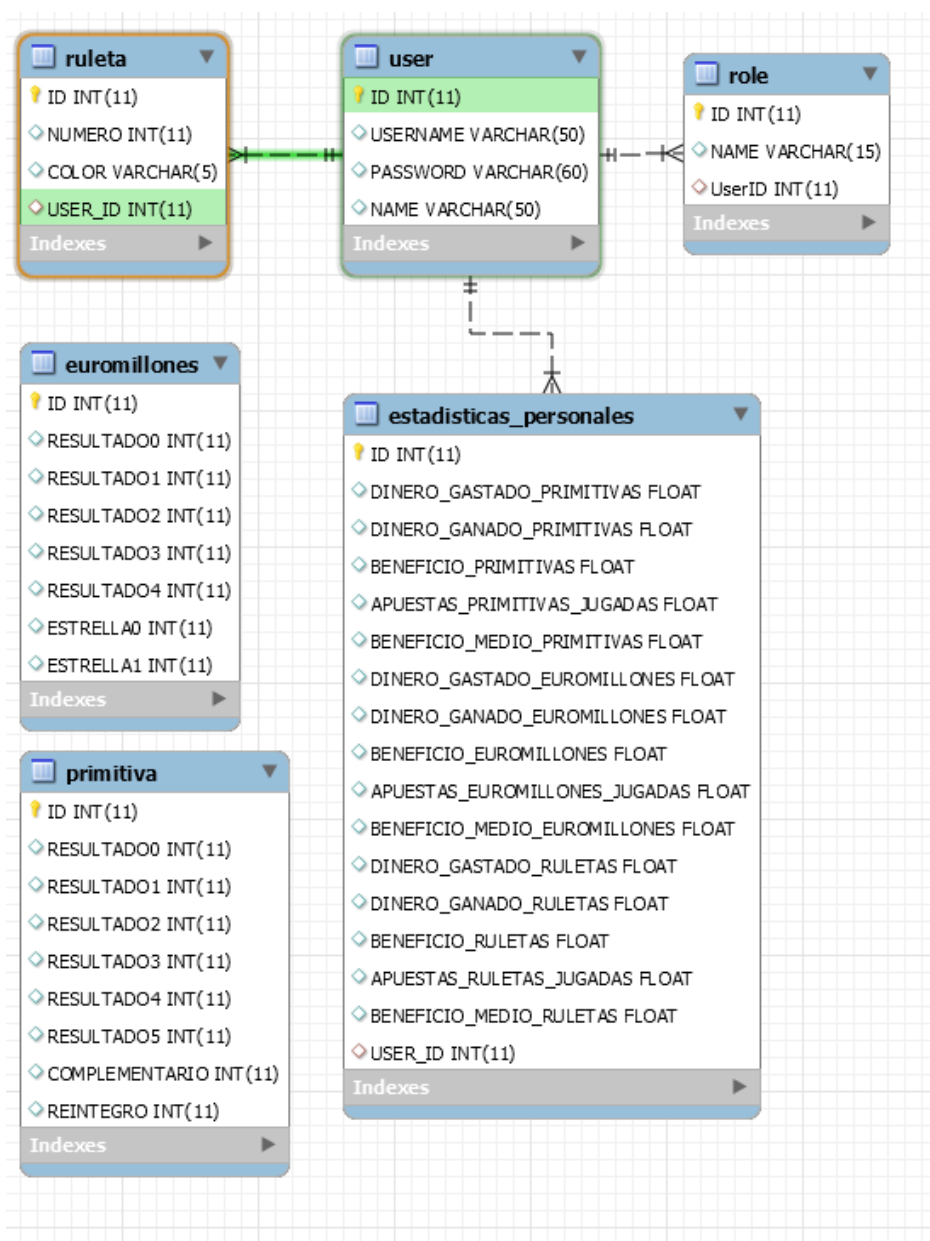 ruleta
ID INT(11)
NUMERO INT(11)
COLOR VARCHAR(5)
USER_ID INT(11)
Indexes
user
ID INT(11)
USERNAME VARCHAR(50)
PASSWORD VARCHAR(60)
NAME VARCHAR(50)
Indexes
role
ID INT(11)
NAME VARCHAR(15)
UserID INT(11)
Indexes
euromillones
ID INT(11)
RESULTADO0 INT(11)
RESULTADO1 INT(11)
RESULTADO2 INT(11)
RESULTADO3 INT(11)
RESULTADO4 INT(11)
ESTRELLA0 INT(11)
ESTRELLA1 INT(11)
Indexes
estadisticas_personales
ID INT(11)
DINERO_GASTADO_PRIMITIVAS FLOAT
DINERO_GANADO_PRIMITIVAS FLOAT
BENEFICIO_PRIMITIVAS FLOAT
APUESTAS_PRIMITIVAS_JUGADAS FLOAT
BENEFICIO_MEDIO_PRIMITIVAS FLOAT
DINERO_GASTADO_EUROMILLONES FLOAT
DINERO_GANADO_EUROMILLONES FLOAT
BENEFICIO_EUROMILLONES FLOAT
APUESTAS_EUROMILLONES_JUGADAS FLOAT
BENEFICIO_MEDIO_EUROMILLONES FLOAT
DINERO_GASTADO_RULETAS FLOAT
DINERO_GANADO_RULETAS FLOAT
BENEFICIO_RULETAS FLOAT
APUESTAS_RULETAS_JUGADAS FLOAT
BENEFICIO_MEDIO_RULETAS FLOAT
USER_ID INT(11)
Indexes
primitiva
ID INT(11)
RESULTADO0 INT(11)
RESULTADO1 INT(11)
RESULTADO2 INT(11)
RESULTADO3 INT(11)
RESULTADO4 INT(11)
RESULTADO5 INT(11)
COMPLEMENTARIO INT(11)
REINTEGRO INT(11)
Indexes